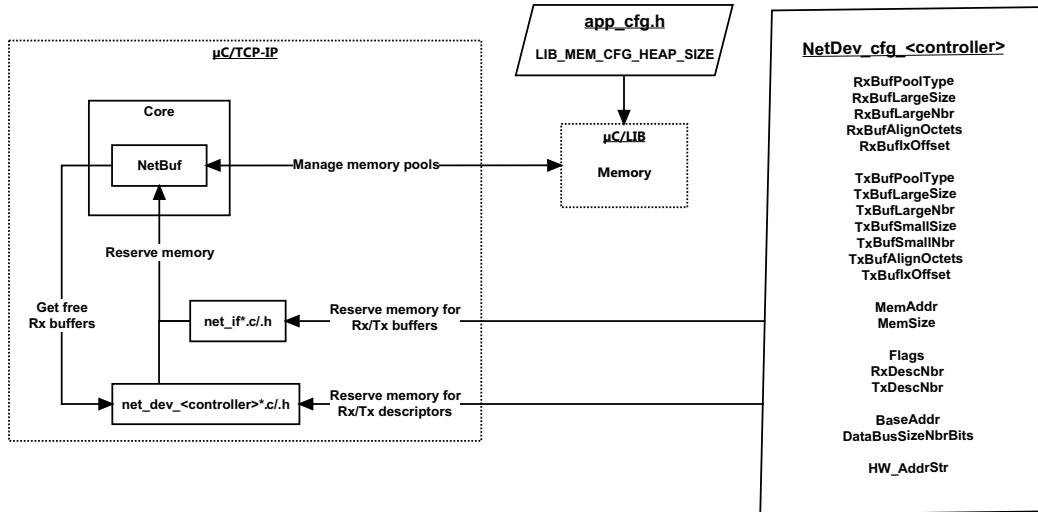 µC/TCP-IP
Core
NetBuf
Manage memory pools
Reserve memory
Get free
Rx buffers
net_if*.c/.h
Reserve memory for
Rx/Tx buffers
net_dev_<controller>*.c/.h
Reserve memory for
Rx/Tx descriptors
app_cfg.h
LIB_MEM_CFG_HEAP_SIZE
µC/LIB
Memory
NetDev_cfg_<controller>
RxBufPoolType
RxBufLargeSize
RxBufLargeNbr
RxBufAlignOctets
RxBufIxOffset
TxBufPoolType
TxBufLargeSize
TxBufLargeNbr
TxBufSmallSize
TxBufSmallNbr
TxBufAlignOctets
TxBufIxOffset
MemAddr
MemSize
Flags
RxDescNbr
TxDescNbr
BaseAddr
DataBusSizeNbrBits
HW_AddrStr